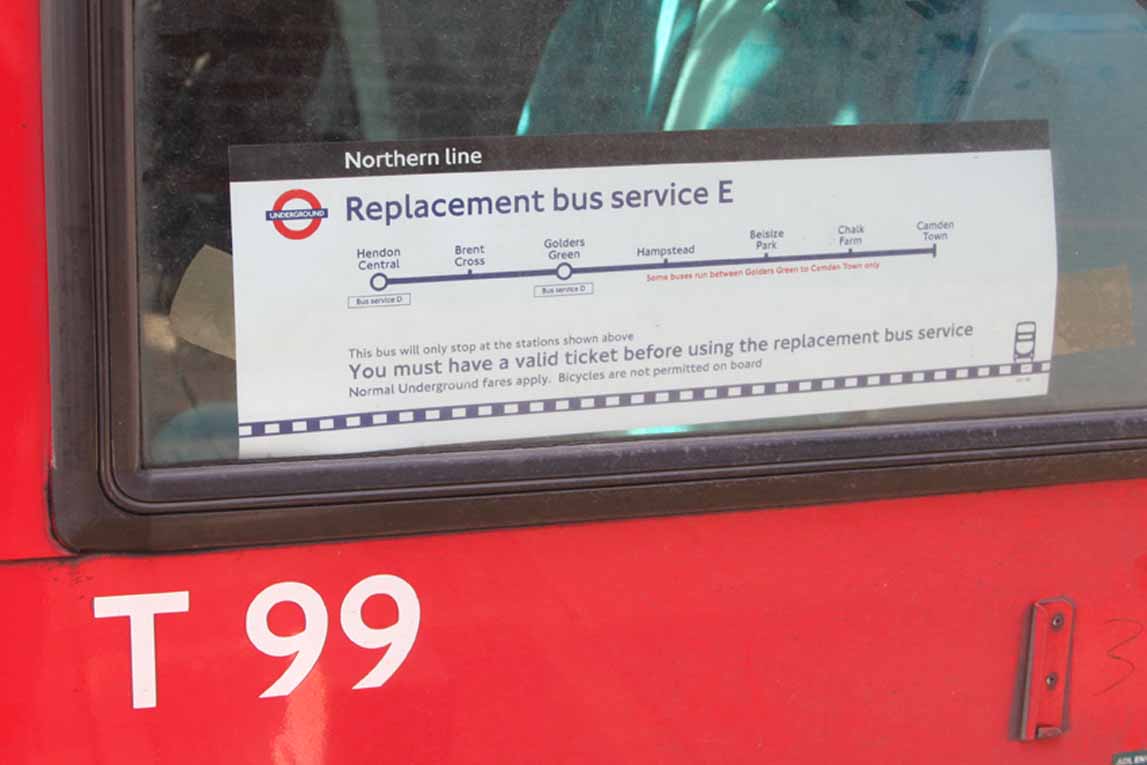 Northern line
UNDERGROUND
Replacement bus service E
Hendon Central
Brent Cross
Golders Green
Hampstead
Belsize Park
Chalk Farm
Camden Town
Bus service D
Bus service D
Some buses run between Golders Green to Camden Town only
This bus will only stop at the stations shown above
You must have a valid ticket before using the replacement bus service
Normal Underground fares apply. Bicycles are not permitted on board
T 99
3